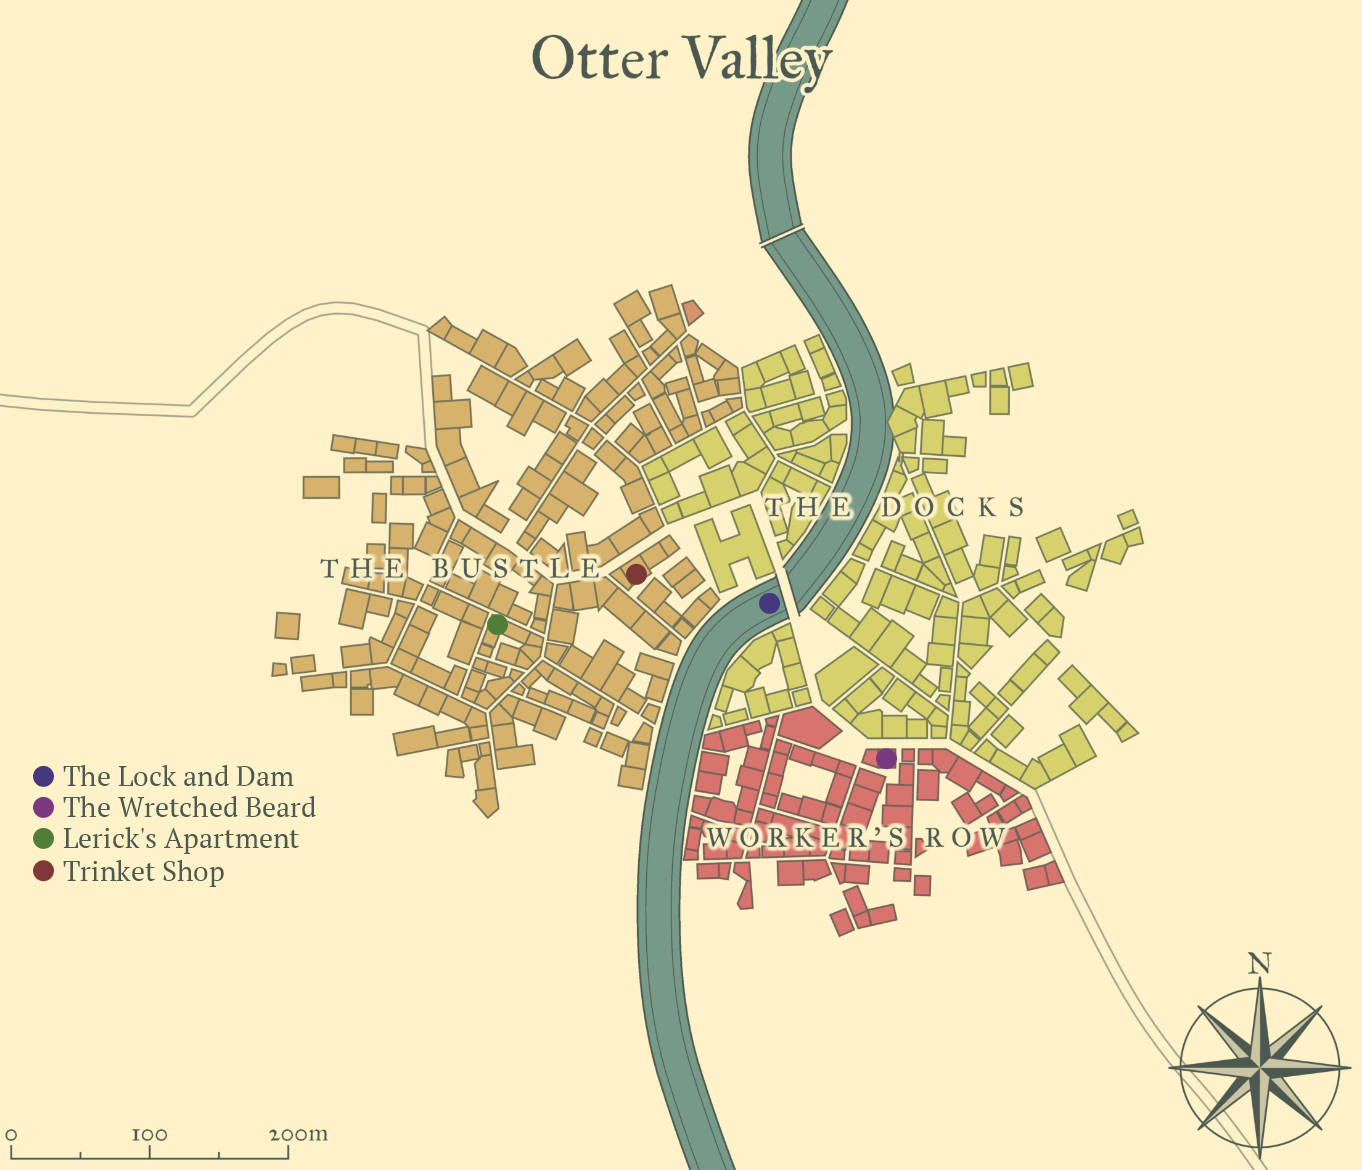 Otter Valley
THE DOCKS
THE BUSTLE
The Lock and Dam
The Wretched Beard
Lerick's Apartment
Trinket Shop
WORKER’S ROW
N
0 100 200m